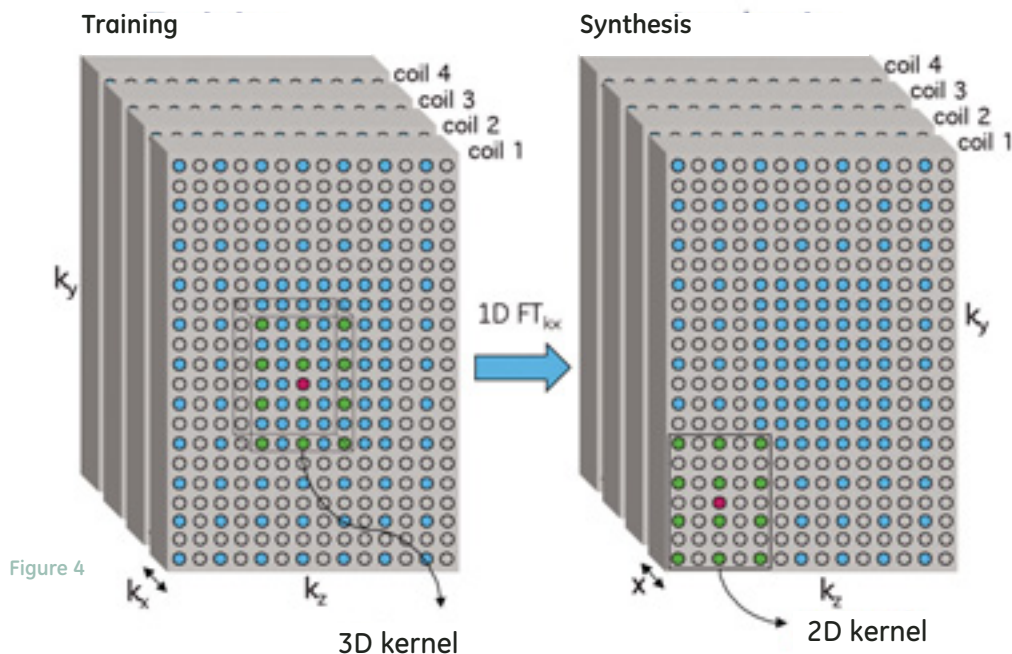 Training
Synthesis
coil 4
coil 3
coil 2
coil 1
coil 4
coil 3
coil 2
coil 1
ky
1D FTkx
ky
Figure 4
kx
kz
x
kz
3D kernel
2D kernel